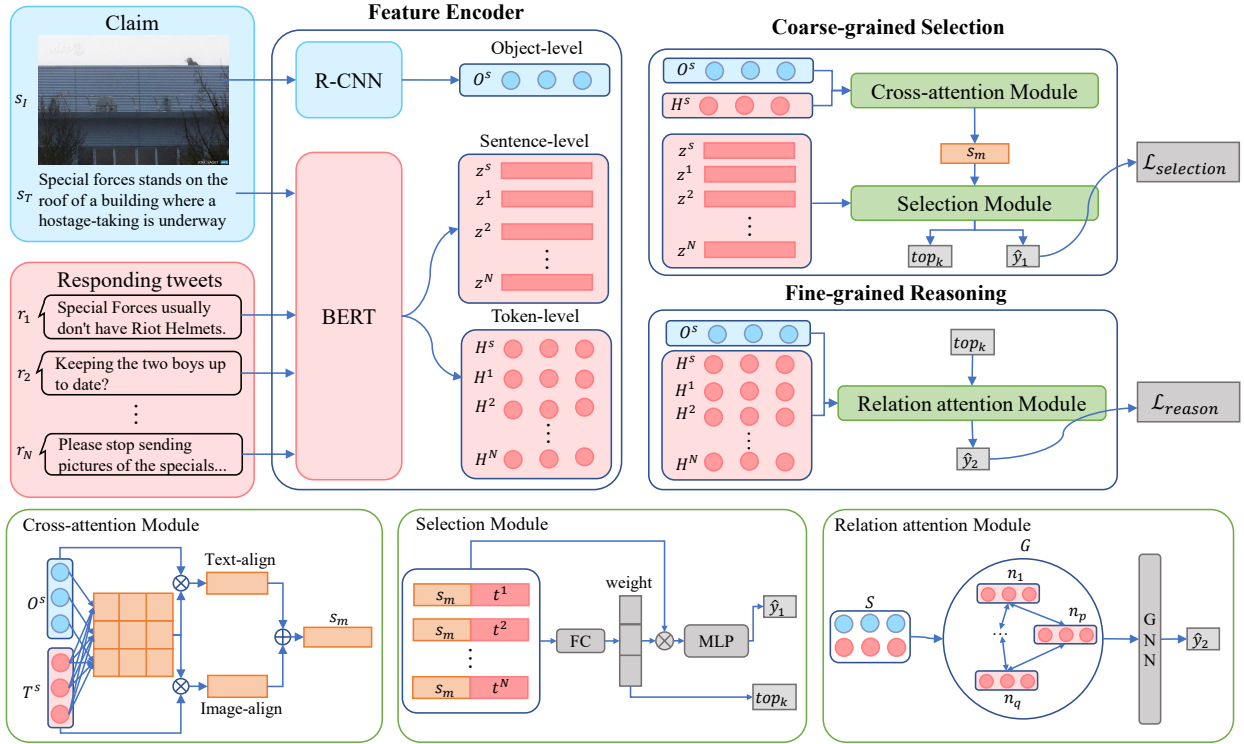 Claim
s_I
s_T
Special forces stands on the
roof of a building where a
hostage-taking is underway
Responding tweets
r_1
Special Forces usually
don't have Riot Helmets.
r_2
Keeping the two boys up
to date?
⋮
r_N
Please stop sending
pictures of the specials...
Feature Encoder
R-CNN
Object-level
O^s
BERT
Sentence-level
z^s
z^1
z^2
⋮
z^N
Token-level
H^s
H^1
H^2
⋮
H^N
Coarse-grained Selection
O^s
H^s
Cross-attention Module
s_m
z^s
z^1
z^2
⋮
z^N
Selection Module
top_k
ŷ_1
ℒ_selection
Fine-grained Reasoning
O^s
H^s
H^1
H^2
⋮
H^N
top_k
Relation attention Module
ŷ_2
ℒ_reason
Cross-attention Module
O^s
T^s
Text-align
Image-align
s_m
Selection Module
s_m t^1
s_m t^2
⋮
s_m t^N
FC
weight
MLP
ŷ_1
top_k
Relation attention Module
S
G
n_1
n_p
...
n_q
GNN
ŷ_2